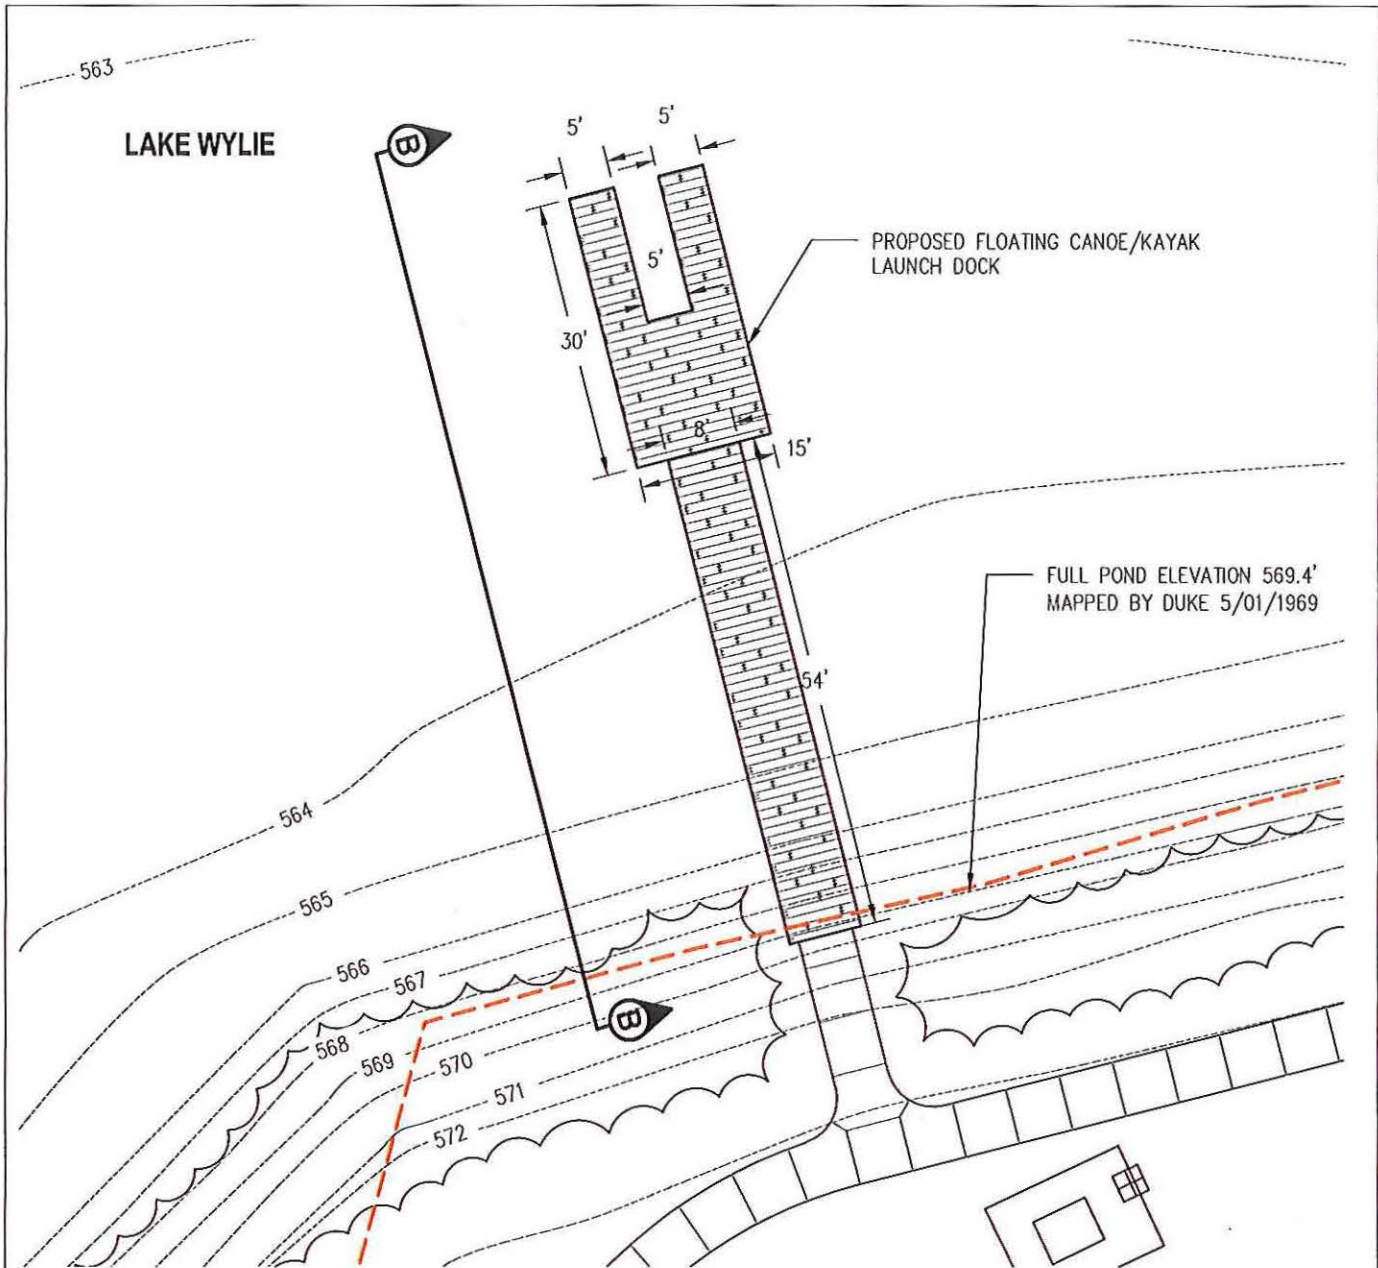 563
LAKE WYLIE
B
5'
5'
PROPOSED FLOATING CANOE/KAYAK
LAUNCH DOCK
5'
30'
8'
15'
FULL POND ELEVATION 569.4'
MAPPED BY DUKE 5/01/1969
54'
564
565
566
567
568
569
570
571
572
B